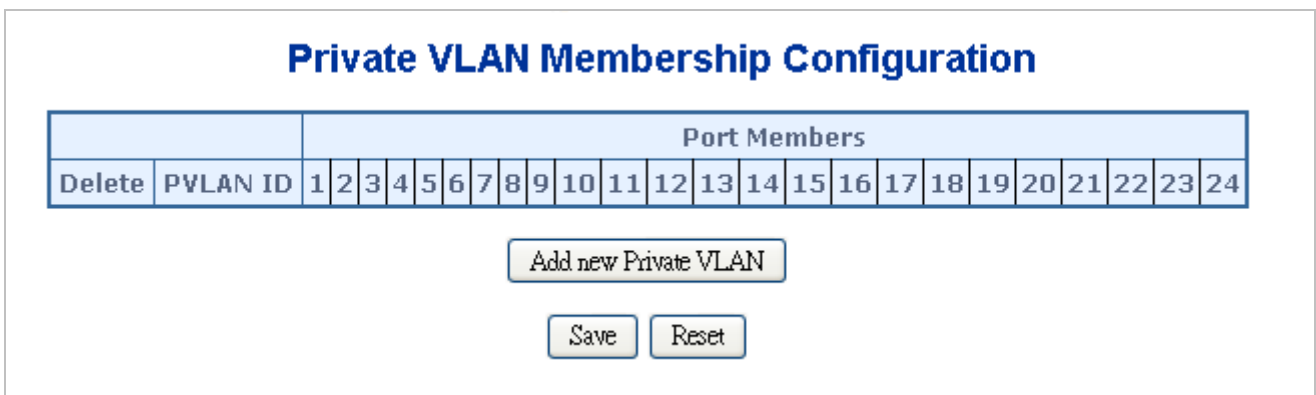 Private VLAN Membership Configuration
Port Members
Delete PVLAN ID 1 2 3 4 5 6 7 8 9 10 11 12 13 14 15 16 17 18 19 20 21 22 23 24
Add new Private VLAN
Save Reset